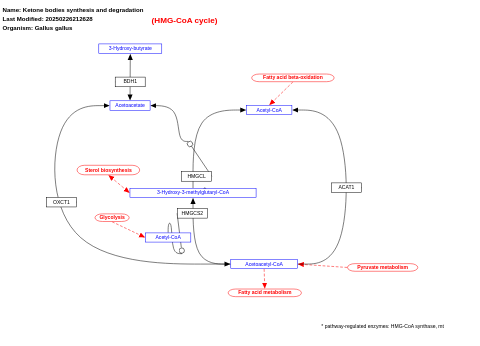 Name: Ketone bodies synthesis and degradation
Last Modified: 20250226212628
(HMG-CoA cycle)
Organism: Gallus gallus
3-Hydroxy-butyrate
Fatty acid beta-oxidation
BDH1
Acetoacetate
Acetyl-CoA
Sterol biosynthesis
HMGCL
ACAT1
3-Hydroxy-3-methylglutaryl-CoA
OXCT1
Glycolysis
HMGCS2
Acetyl-CoA
Acetoacetyl-CoA
Pyruvate metabolism
Fatty acid metabolism
* pathway-regulated enzymes: HMG-CoA synthase, mt